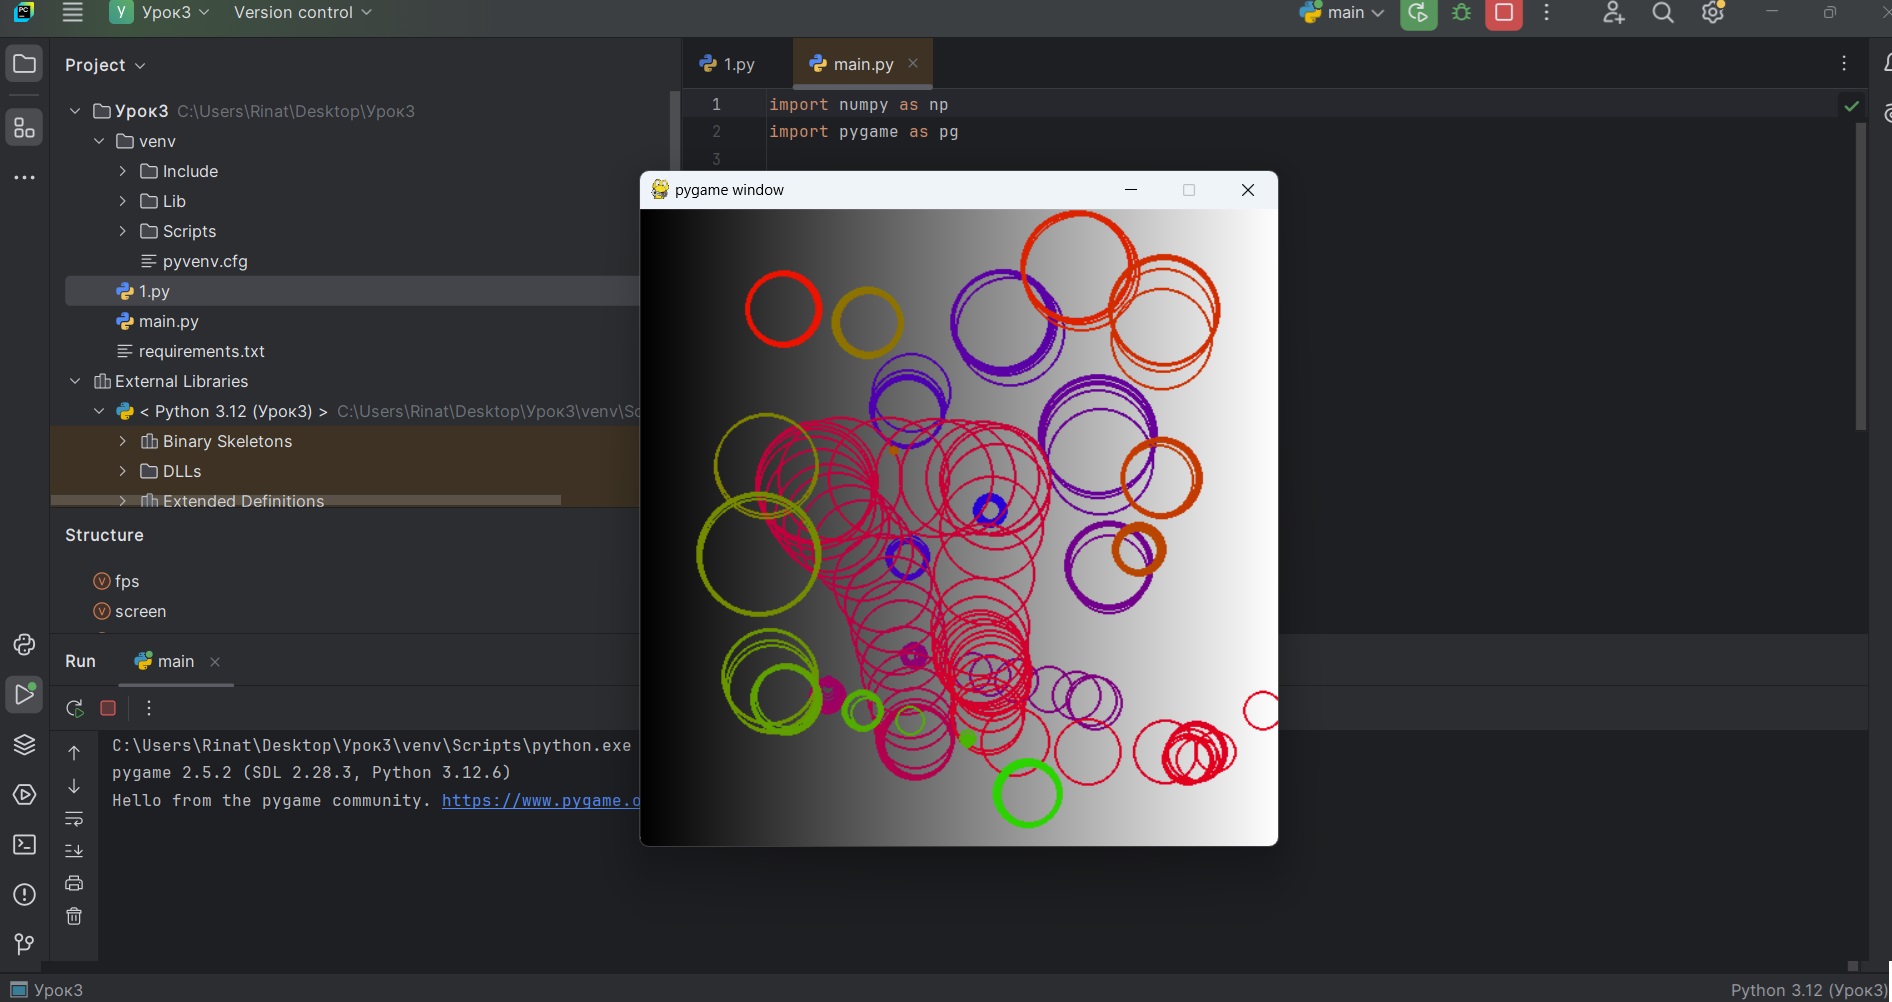 PC
У Урок3 Version control main
Project
1.py main.py
Урок3 C:\Users\Rinat\Desktop\Урок3
venv
Include
Lib
Scripts
pyvenv.cfg
1.py
main.py
requirements.txt
External Libraries
< Python 3.12 (Урок3) > C:\Users\Rinat\Desktop\Урок3\venv\Sc
Binary Skeletons
DLLs
Extended Definitions
1 import numpy as np
2 import pygame as pg
3
pygame window
Structure
V fps
V screen
Run main
C:\Users\Rinat\Desktop\Урок3\venv\Scripts\python.exe
pygame 2.5.2 (SDL 2.28.3, Python 3.12.6)
Hello from the pygame community. https://www.pygame.o
Урок3 Python 3.12 (Урок3)